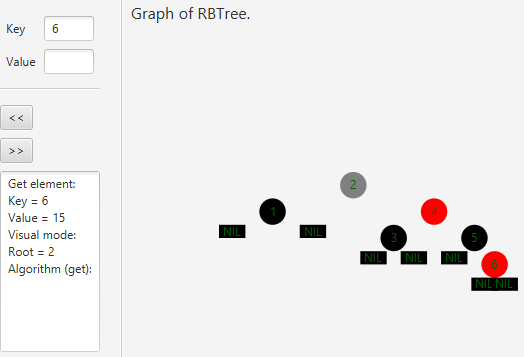 Graph of RBTree.
Key 6
Value
<<
>>
Get element:
Key = 6
Value = 15
Visual mode:
Root = 2
Algorithm (get):
2
1
4
NIL NIL
3 5
NIL NIL NIL
6
NIL NIL